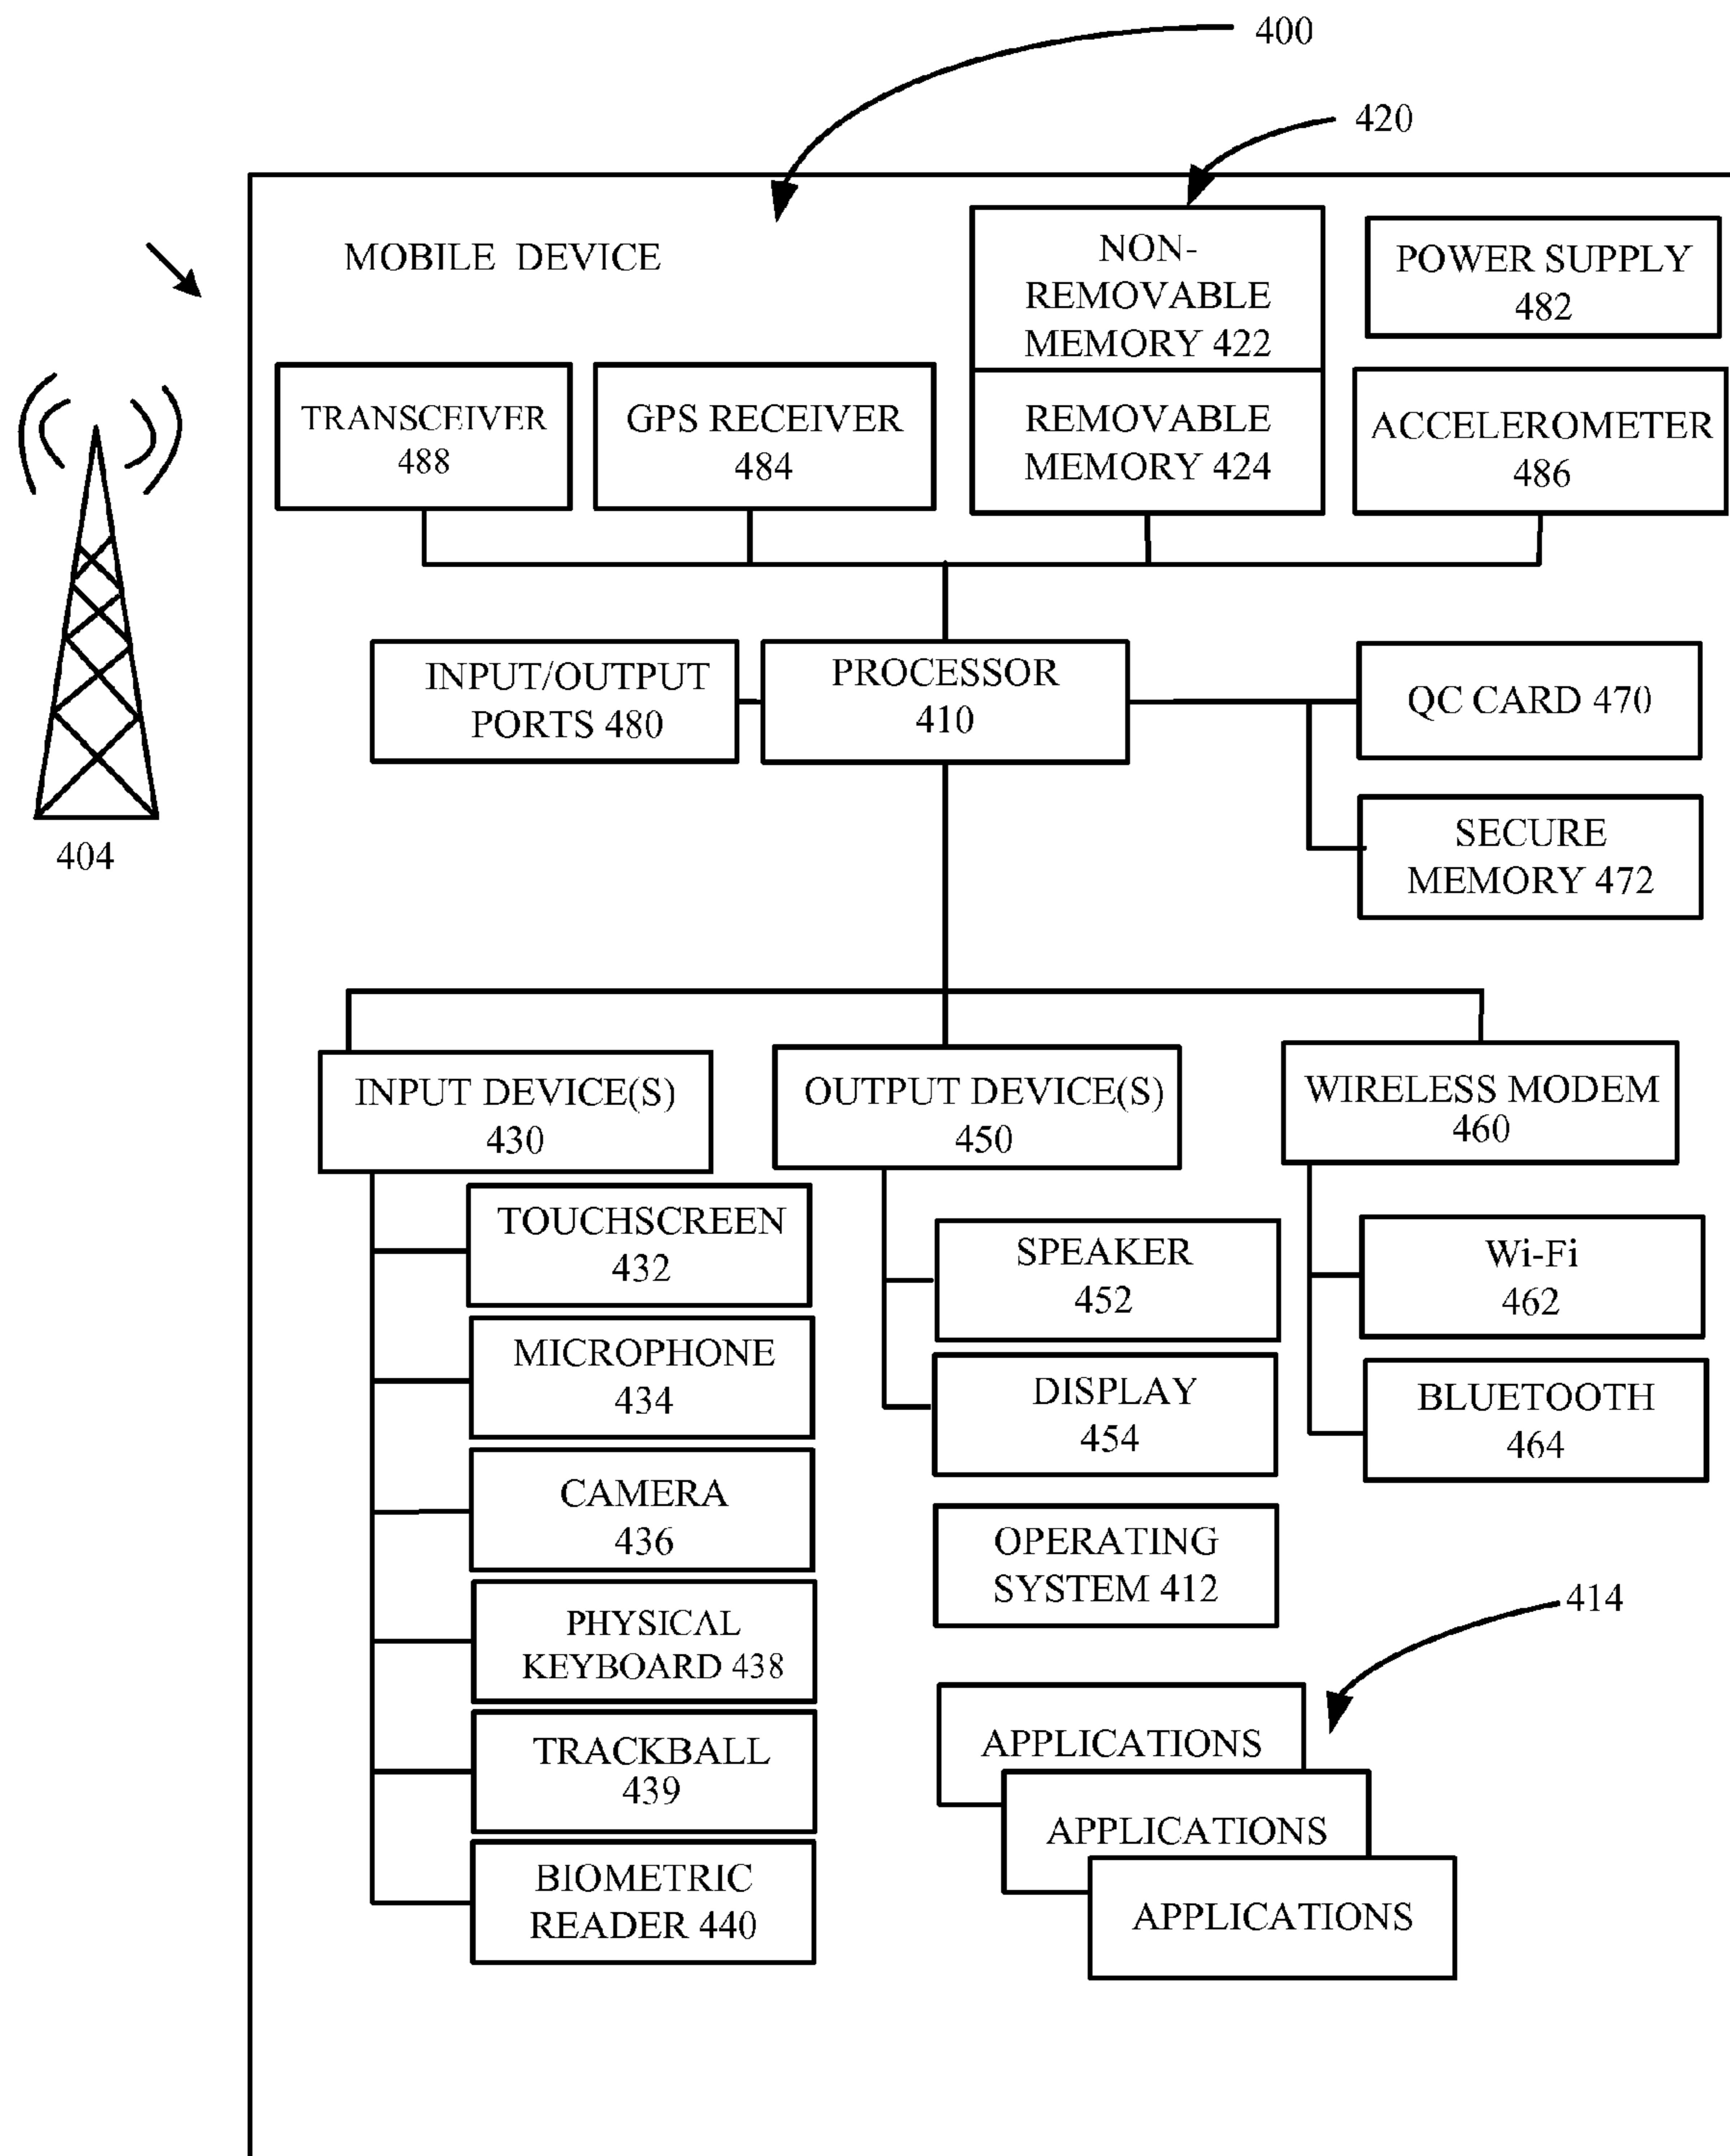 400
420
MOBILE DEVICE
NON-
REMOVABLE
MEMORY 422
POWER SUPPLY
482
TRANSCEIVER
488
GPS RECEIVER
484
REMOVABLE
MEMORY 424
ACCELEROMETER
486
404
INPUT/OUTPUT
PORTS 480
PROCESSOR
410
QC CARD 470
SECURE
MEMORY 472
INPUT DEVICE(S)
430
OUTPUT DEVICE(S)
450
WIRELESS MODEM
460
TOUCHSCREEN
432
MICROPHONE
434
CAMERA
436
PHYSICAL
KEYBOARD 438
TRACKBALL
439
BIOMETRIC
READER 440
SPEAKER
452
DISPLAY
454
OPERATING
SYSTEM 412
Wi-Fi
462
BLUETOOTH
464
414
APPLICATIONS
APPLICATIONS
APPLICATIONS